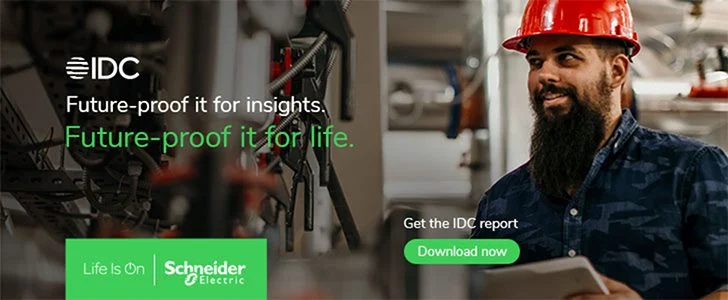 IDC
Future-proof it for insights.
Future-proof it for life.
Get the IDC report
Download now
Life Is On | Schneider
Electric